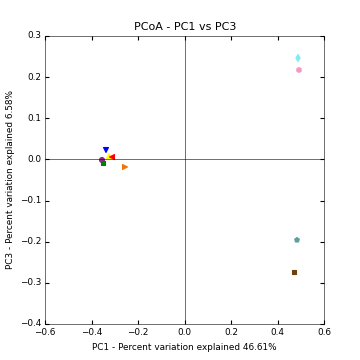 PCoA - PC1 vs PC3
PC3 - Percent variation explained 6.58%
0.3
0.2
0.1
0.0
−0.1
−0.2
−0.3
−0.4
−0.6 −0.4 −0.2 0.0 0.2 0.4 0.6
PC1 - Percent variation explained 46.61%